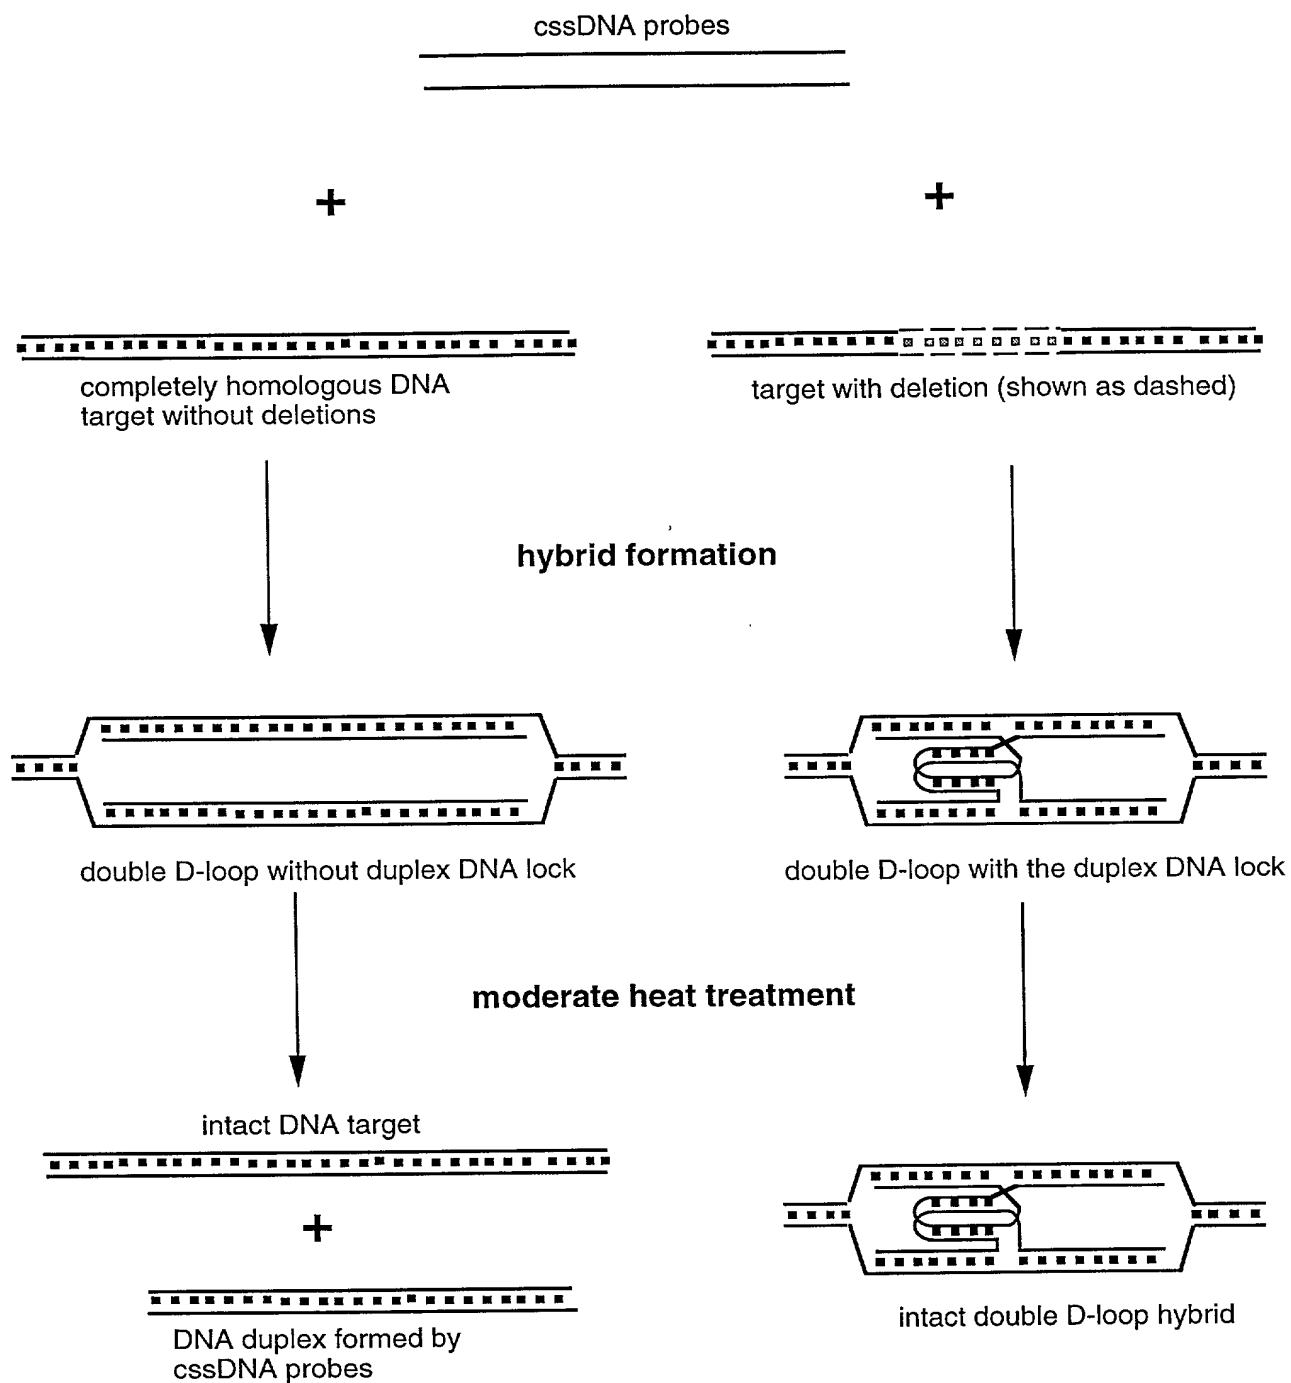 cssDNA probes
+
+
completely homologous DNA
target without deletions
target with deletion (shown as dashed)
hybrid formation
double D-loop without duplex DNA lock
double D-loop with the duplex DNA lock
moderate heat treatment
intact DNA target
+
DNA duplex formed by
cssDNA probes
intact double D-loop hybrid